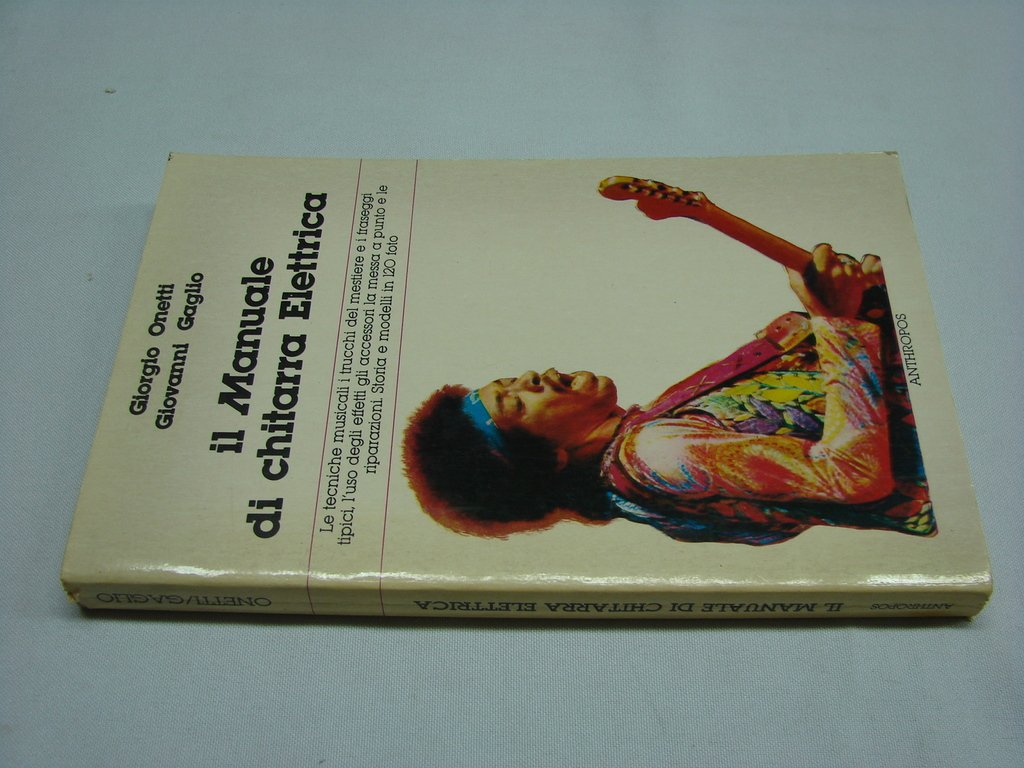 Giorgio Onetti
Giovanni Gaglio
il Manuale
di chitarra Elettrica
Le tecniche musicali i trucchi del mestiere e i fraseggi
tipici, l'uso degli effetti gli accessori la messa a punto e le
riparazioni. Storia e modelli in 120 foto
ANTHROPOS
ONETTI/GAGLIO
IL MANUALE DI CHITARRA ELETTRICA
ANTHROPOS